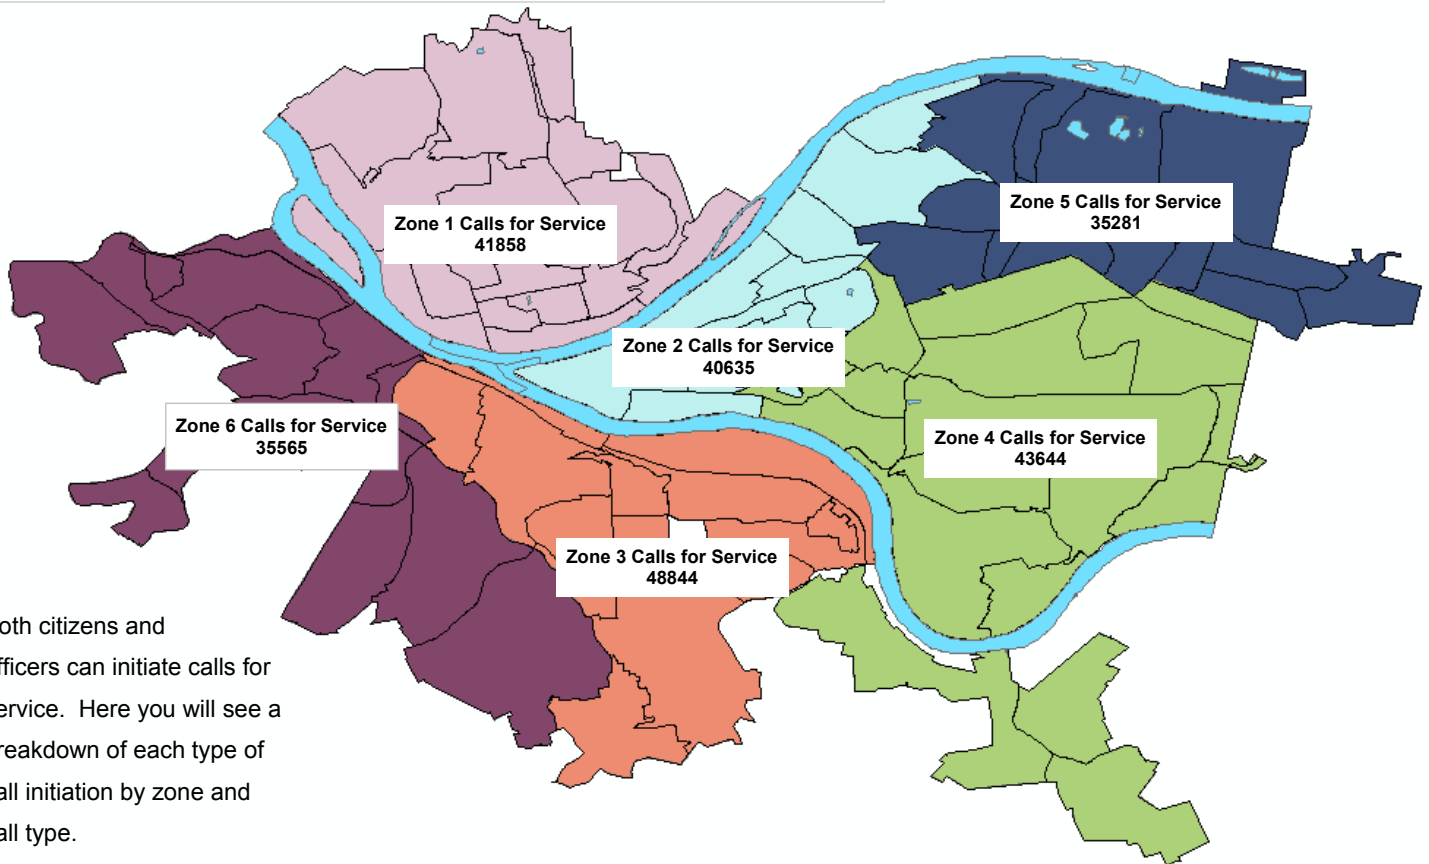 Zone 1 Calls for Service
41858
Zone 5 Calls for Service
35281
Zone 2 Calls for Service
40635
Zone 6 Calls for Service
35565
Zone 4 Calls for Service
43644
Zone 3 Calls for Service
48844
oth citizens and
fficers can initiate calls for
ervice.  Here you will see a
reakdown of each type of
all initiation by zone and
all type.